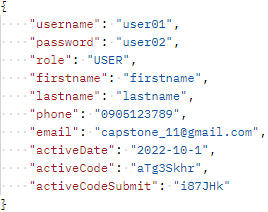 {
"username": "user01",
"password": "user02",
"role": "USER",
"firstname": "firstname",
"lastname": "lastname",
"phone": "0905123789",
"email": "capstone_11@gmail.com",
"activeDate": "2022-10-1",
"activeCode": "aTg3Skhr",
"activeCodeSubmit": "i87JHk"
}